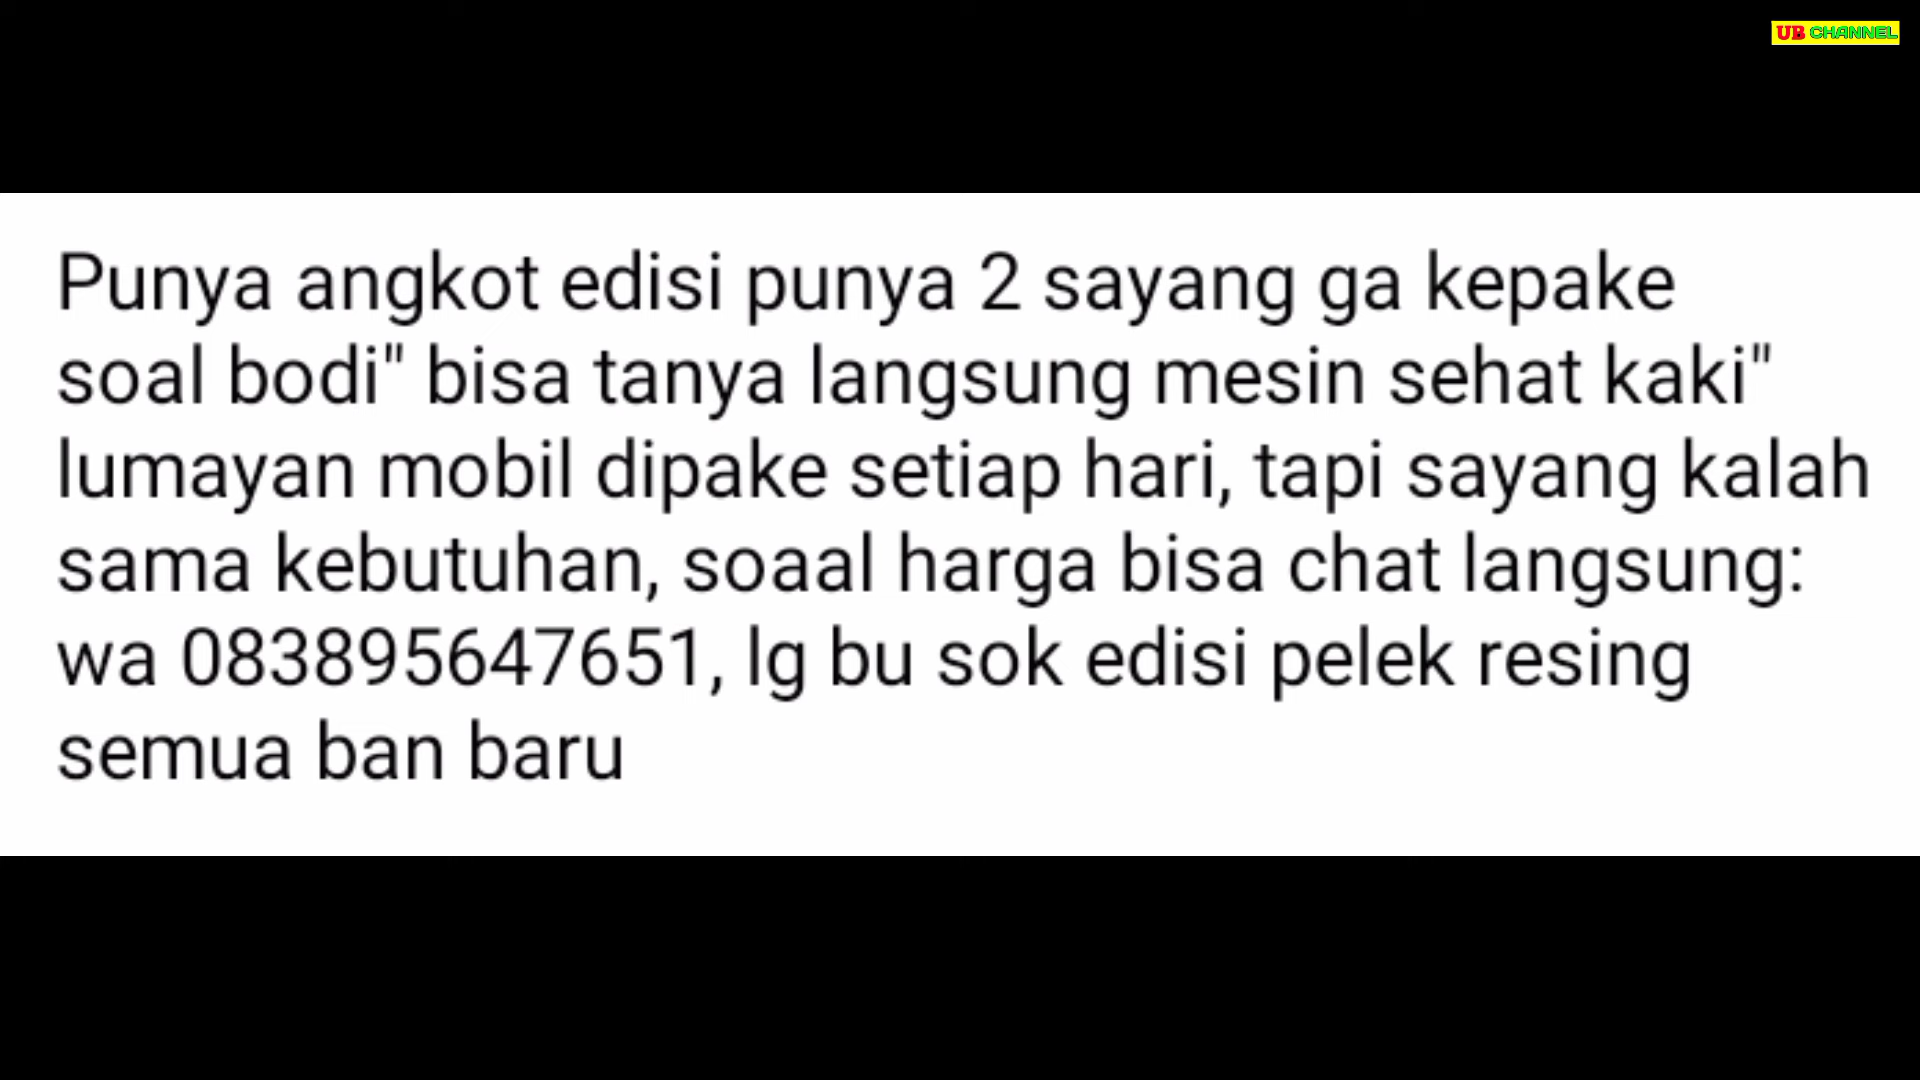 UB CHANNEL
Punya angkot edisi punya 2 sayang ga kepake
soal bodi" bisa tanya langsung mesin sehat kaki"
lumayan mobil dipake setiap hari, tapi sayang kalah
sama kebutuhan, soaal harga bisa chat langsung:
wa 083895647651, lg bu sok edisi pelek resing
semua ban baru